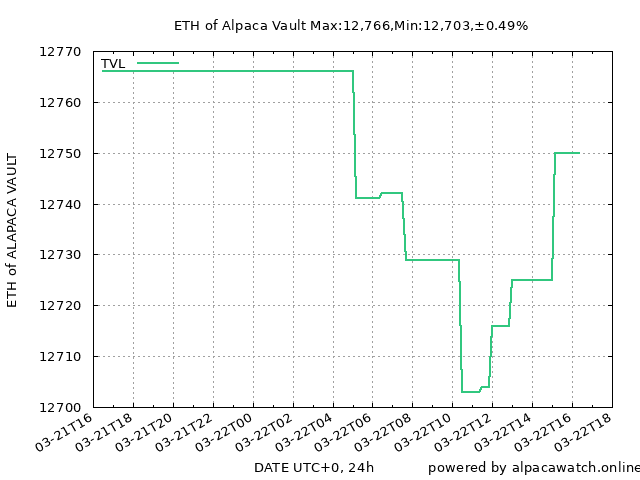 ETH of Alpaca Vault Max:12,766,Min:12,703,±0.49%
12770
TVL
12760
12750
12740
12730
12720
12710
12700
ETH of ALAPACA VAULT
03-21T16
03-21T18
03-21T20
03-21T22
03-22T00
03-22T02
03-22T04
03-22T06
03-22T08
03-22T10
03-22T12
03-22T14
03-22T16
03-22T18
DATE UTC+0, 24h
powered by alpacawatch.online